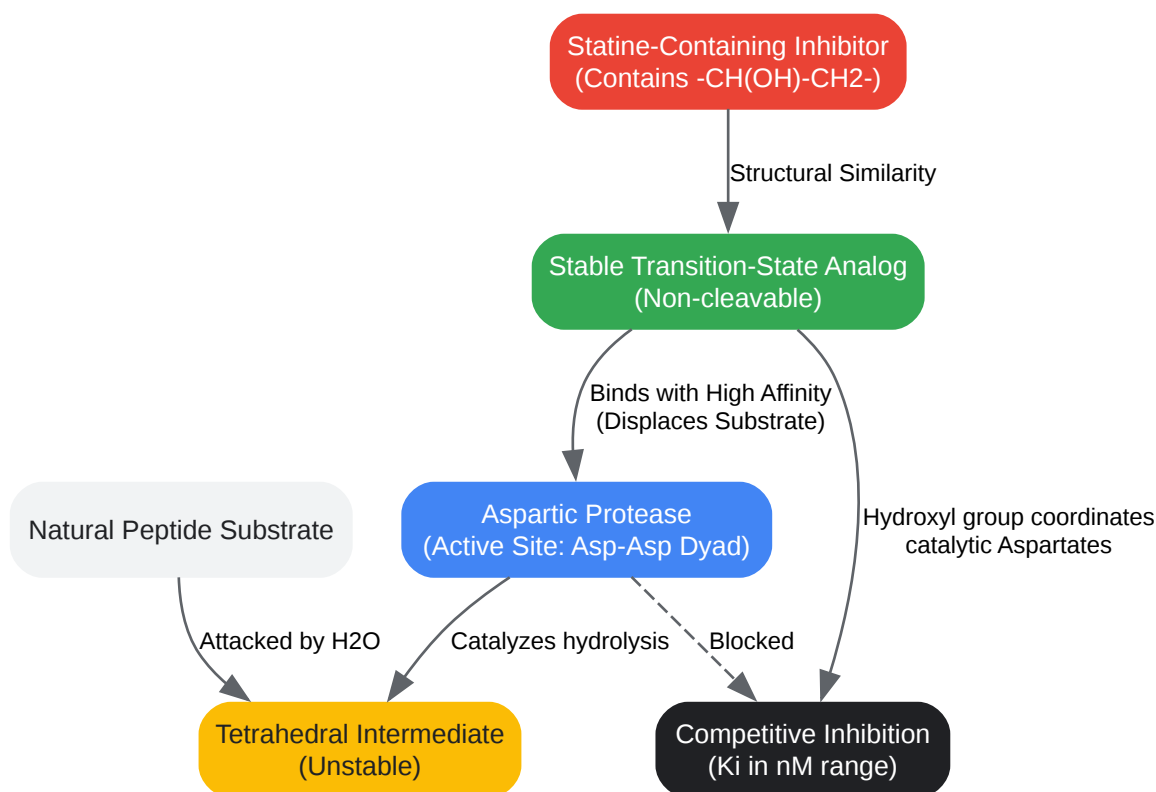 Statine-Containing Inhibitor
(Contains -CH(OH)-CH2-)
Structural Similarity
Stable Transition-State Analog
(Non-cleavable)
Binds with High Affinity
(Displaces Substrate)
Natural Peptide Substrate
Aspartic Protease
(Active Site: Asp-Asp Dyad)
Hydroxyl group coordinates
catalytic Aspartates
Attacked by H2O
Catalyzes hydrolysis
Blocked
Tetrahedral Intermediate
(Unstable)
Competitive Inhibition
(Ki in nM range)